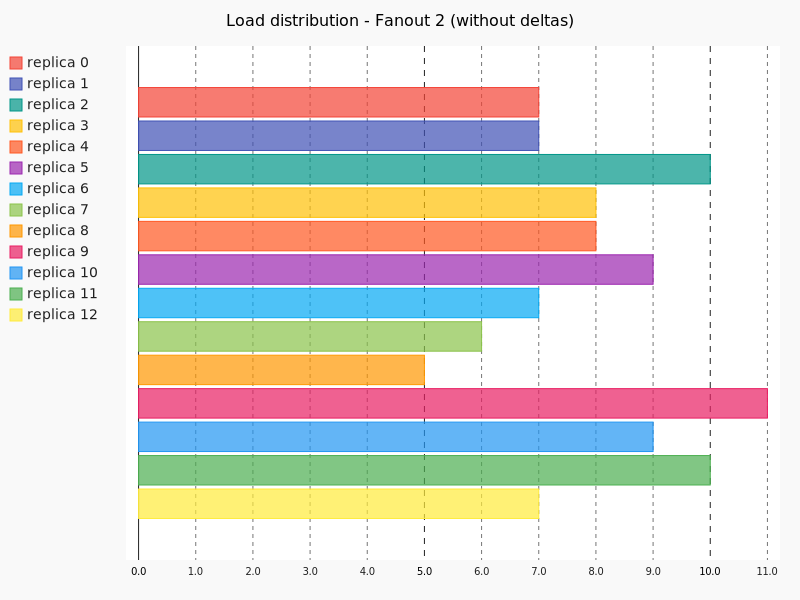 Load distribution - Fanout 2 (without deltas)
replica 0
replica 1
replica 2
replica 3
replica 4
replica 5
replica 6
replica 7
replica 8
replica 9
replica 10
replica 11
replica 12
0.0 1.0 2.0 3.0 4.0 5.0 6.0 7.0 8.0 9.0 10.0 11.0